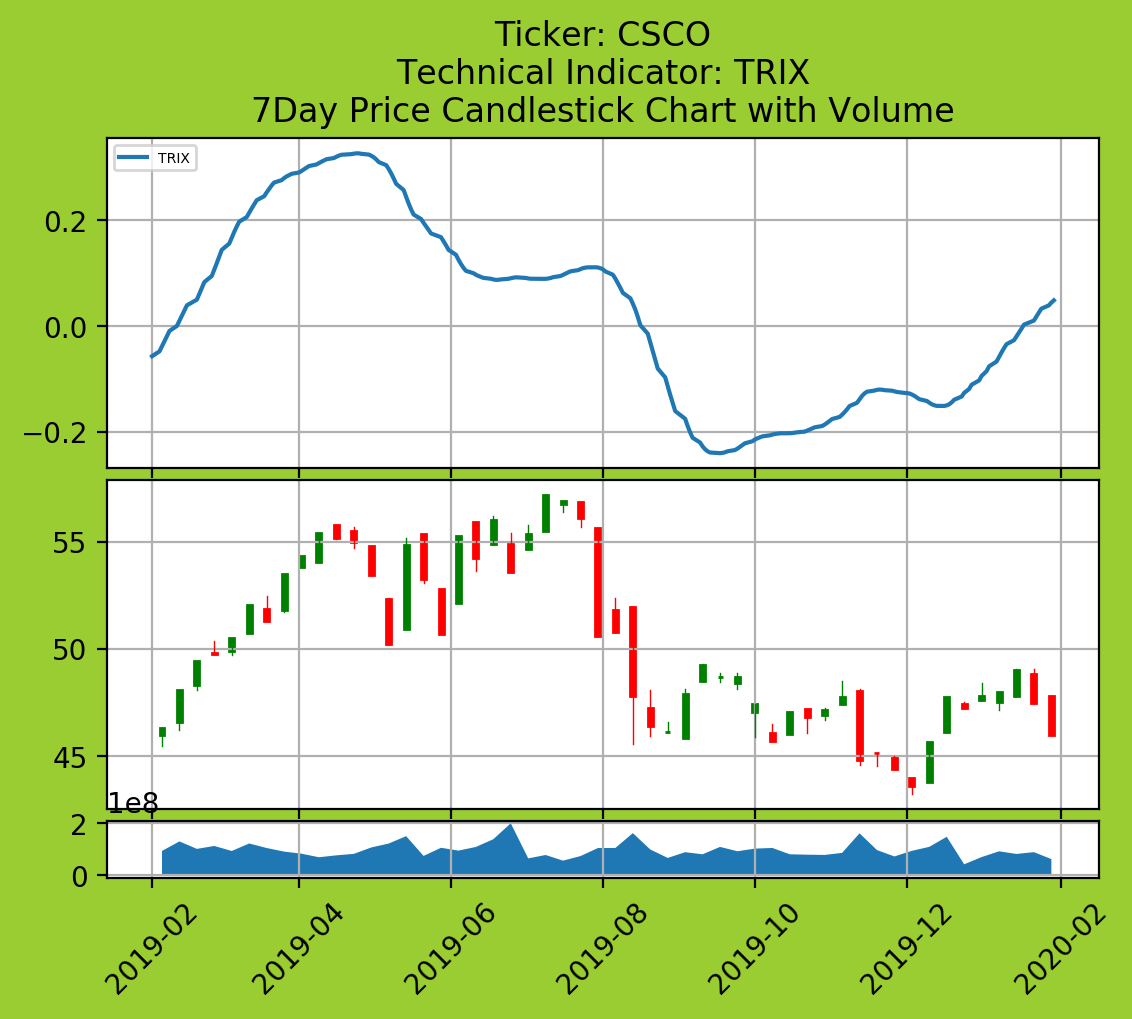 Ticker: CSCO
Technical Indicator: TRIX
7Day Price Candlestick Chart with Volume
TRIX
0.2
0.0
−0.2
55
50
45
1e8
2
0
2019-02 2019-04 2019-06 2019-08 2019-10 2019-12 2020-02